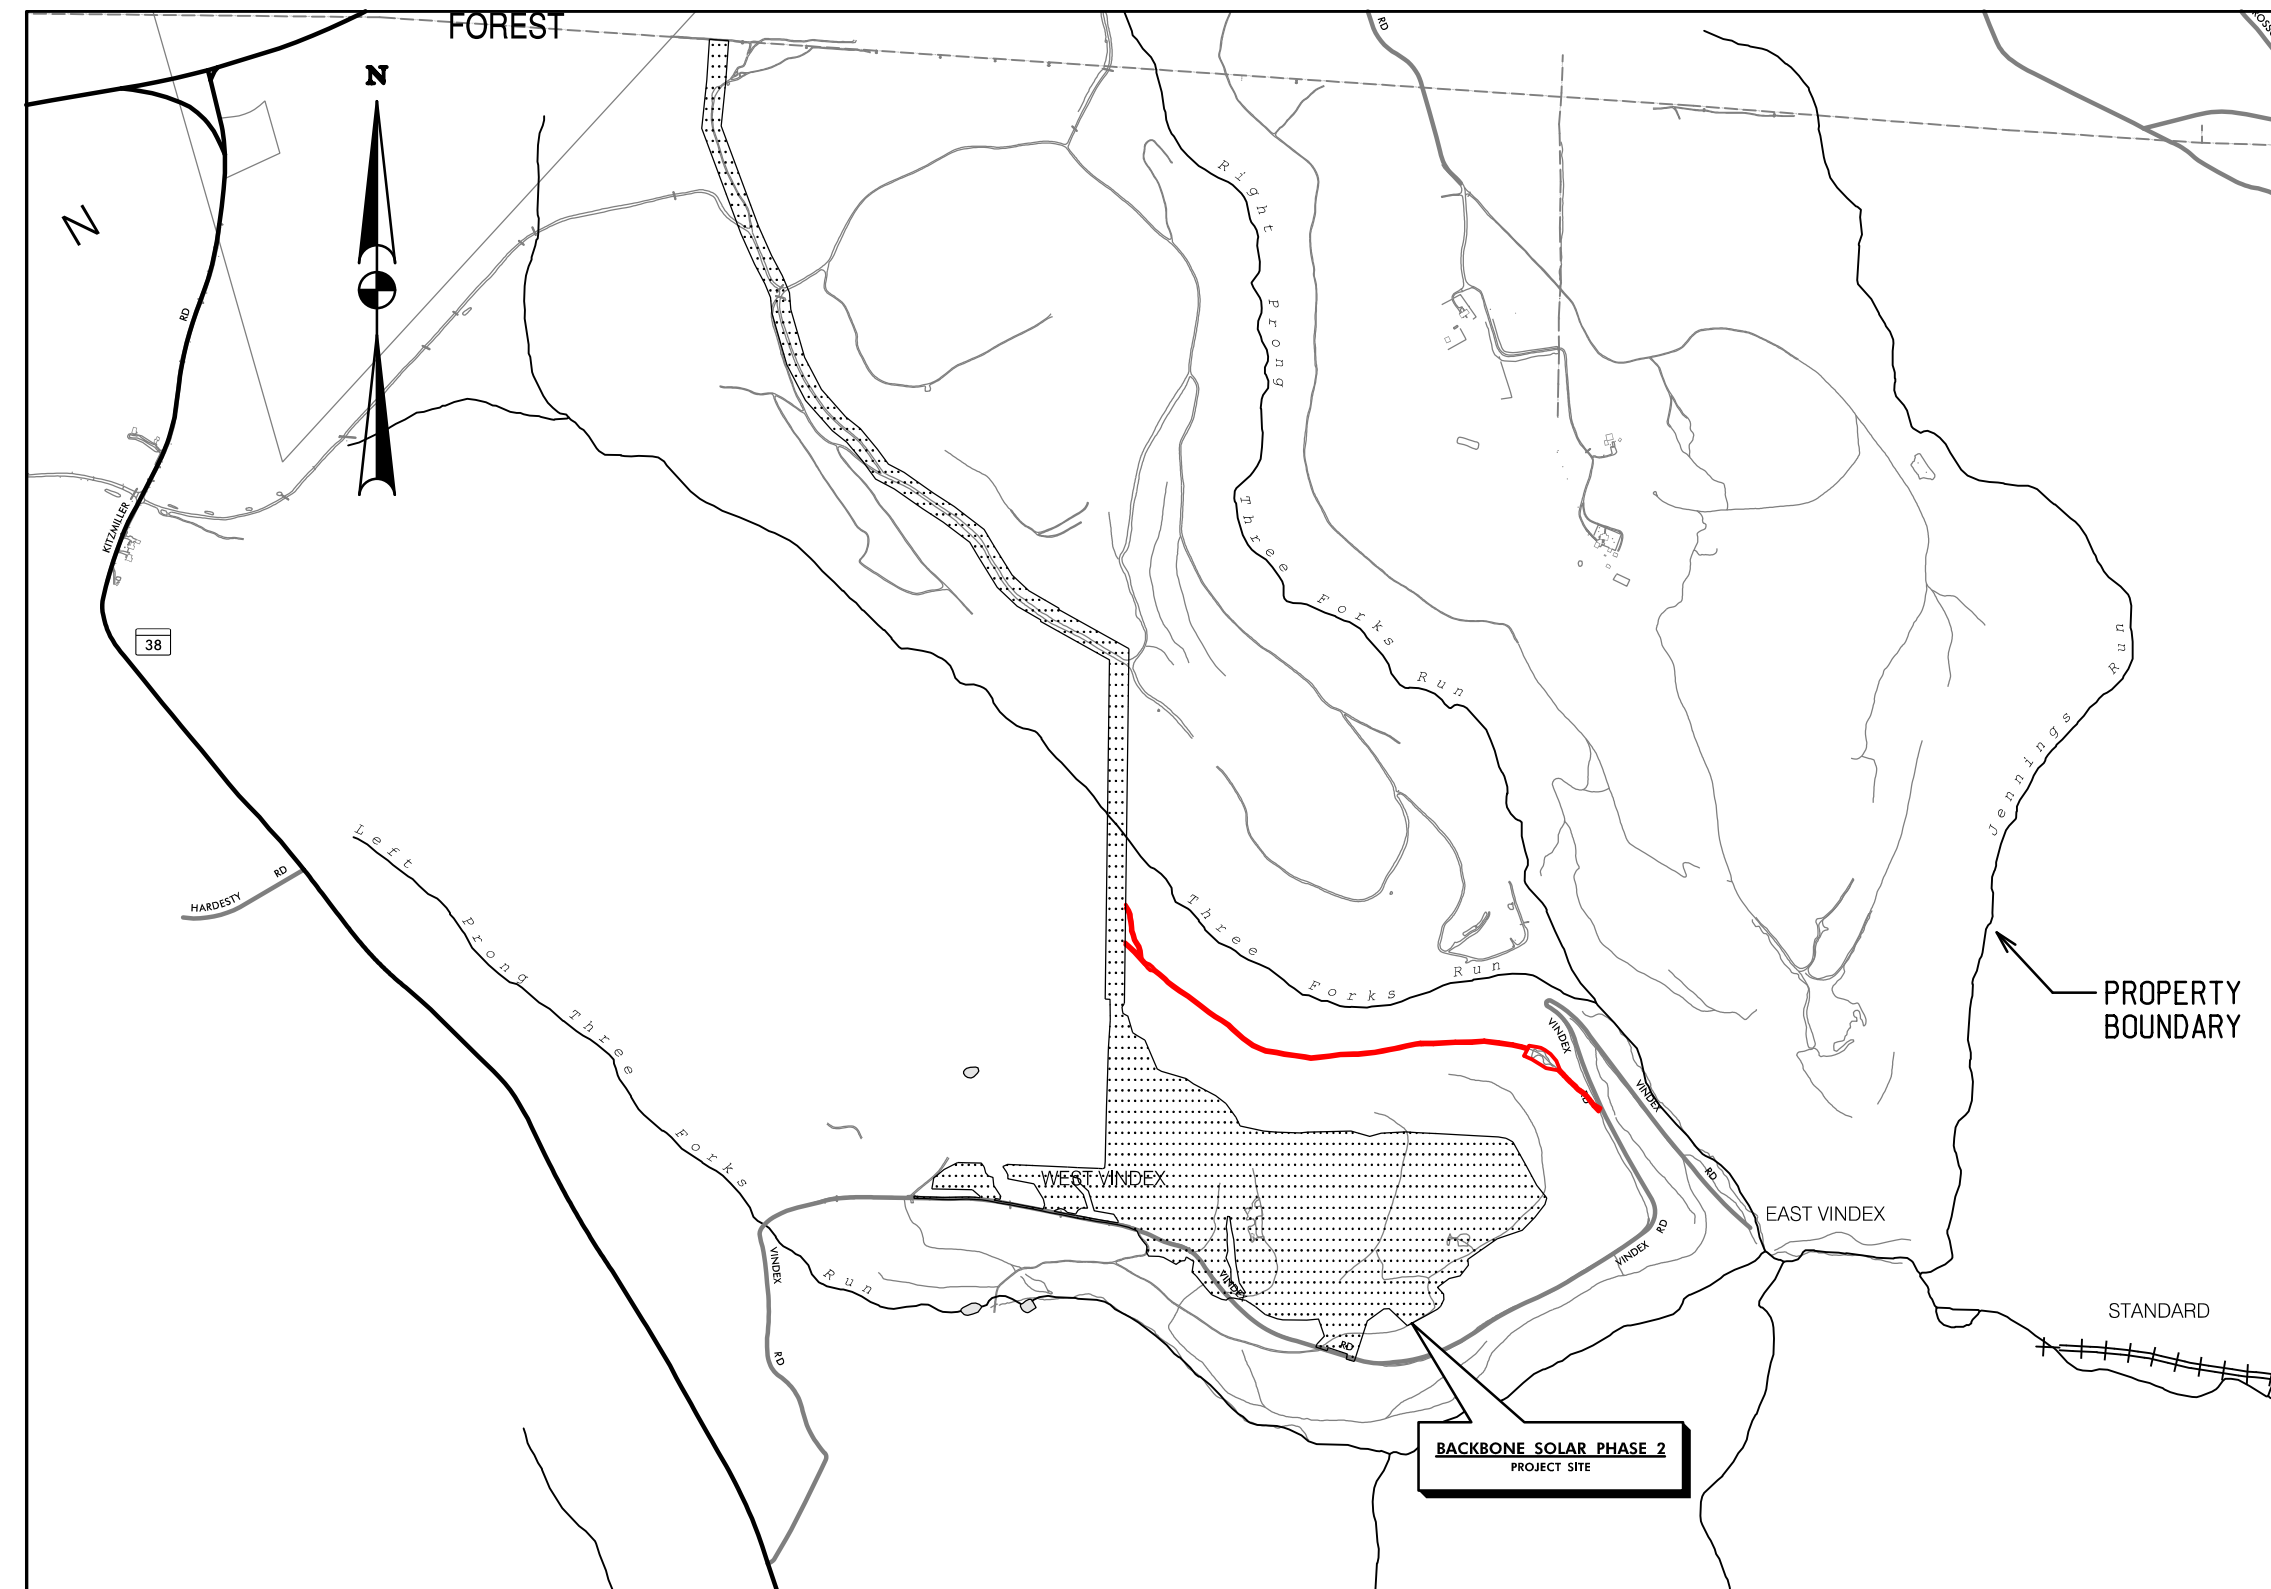 FOREST
RD
N
N
RD
Right Prong Three Forks Run
KITZMILLER
38
Jennings Run
HARDESTY RD
Left Prong Three Forks Run
Three Forks Run
PROPERTY
BOUNDARY
VINDEX
VINDEX
RD
WEST VINDEX
EAST VINDEX
RD
VINDEX
VINDEX
VINDEX
STANDARD
RD
RD
BACKBONE SOLAR PHASE 2
PROJECT SITE